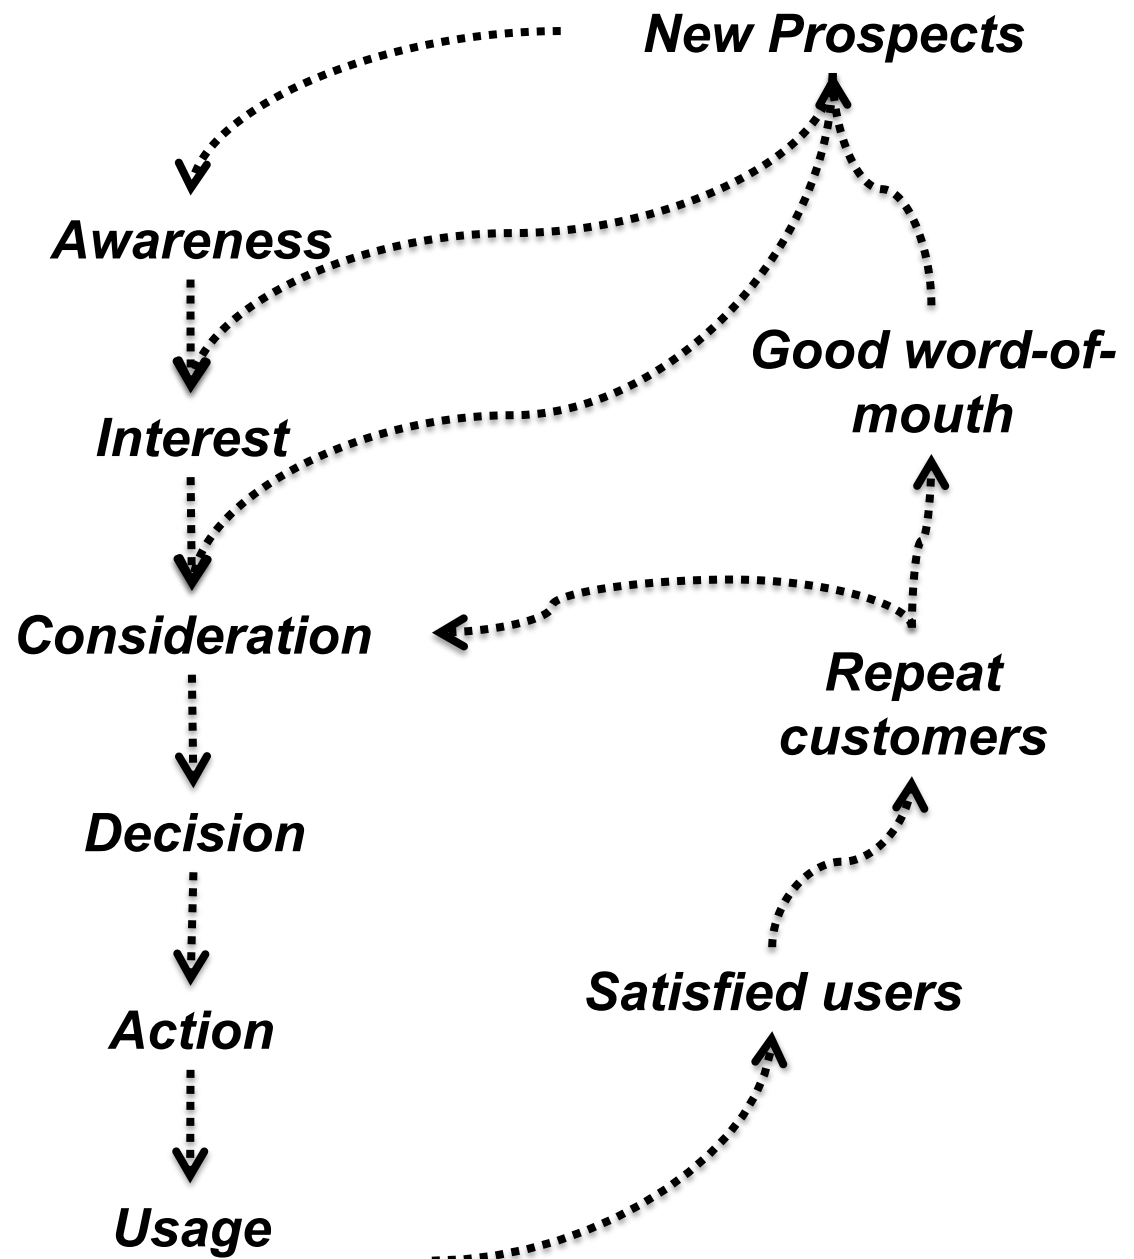 New Prospects
Awareness
Good word-of-
mouth
Interest
Consideration
Repeat
customers
Decision
Satisfied users
Action
Usage